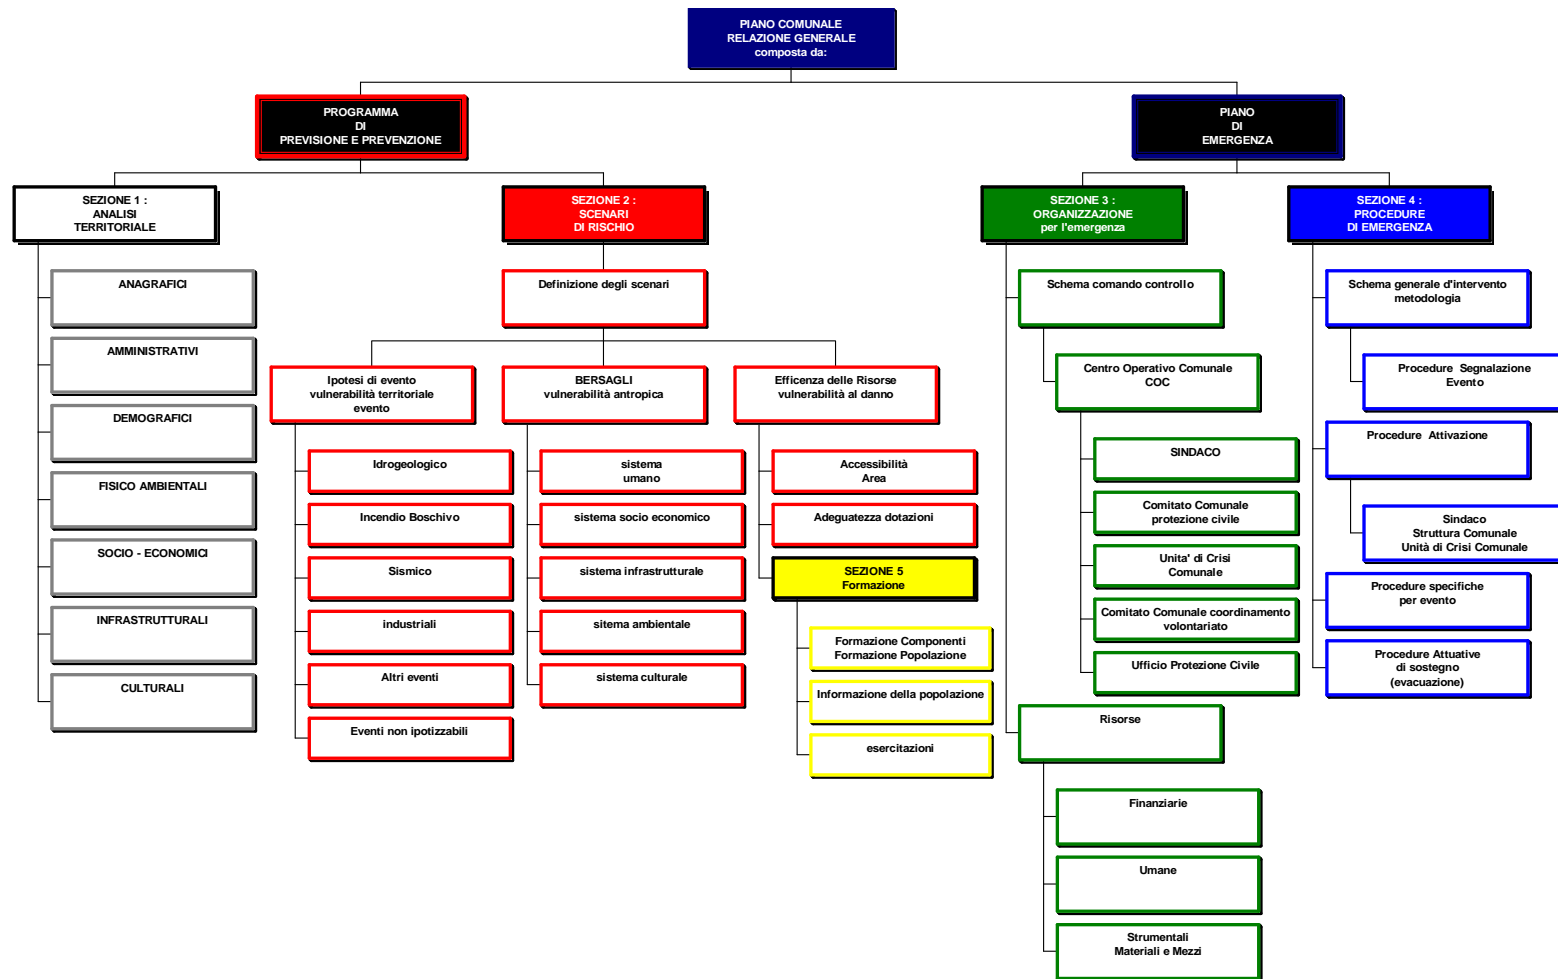 PIANO COMUNALE
RELAZIONE GENERALE
composta da:
PROGRAMMA
DI
PREVISIONE E PREVENZIONE
PIANO
DI
EMERGENZA
SEZIONE 1 :
ANALISI
TERRITORIALE
ANAGRAFICI
AMMINISTRATIVI
DEMOGRAFICI
FISICO AMBIENTALI
SOCIO - ECONOMICI
INFRASTRUTTURALI
CULTURALI
SEZIONE 2 :
SCENARI
DI RISCHIO
Definizione degli scenari
Ipotesi di evento
vulnerabilità territoriale
evento
Idrogeologico
Incendio Boschivo
Sismico
industriali
Altri eventi
Eventi non ipotizzabili
BERSAGLI
vulnerabilità antropica
sistema
umano
sistema socio economico
sistema infrastrutturale
sitema ambientale
sistema culturale
Efficenza delle Risorse
vulnerabilità al danno
Accessibilità
Area
Adeguatezza dotazioni
SEZIONE 5
Formazione
Formazione Componenti
Formazione Popolazione
Informazione della popolazione
esercitazioni
SEZIONE 3 :
ORGANIZZAZIONE
per l'emergenza
Schema comando controllo
Centro Operativo Comunale
COC
SINDACO
Comitato Comunale
protezione civile
Unita' di Crisi
Comunale
Comitato Comunale coordinamento
volontariato
Ufficio Protezione Civile
Risorse
Finanziarie
Umane
Strumentali
Materiali e Mezzi
SEZIONE 4 :
PROCEDURE
DI EMERGENZA
Schema generale d'intervento
metodologia
Procedure Segnalazione
Evento
Procedure Attivazione
Sindaco
Struttura Comunale
Unità di Crisi Comunale
Procedure specifiche
per evento
Procedure Attuative
di sostegno
(evacuazione)